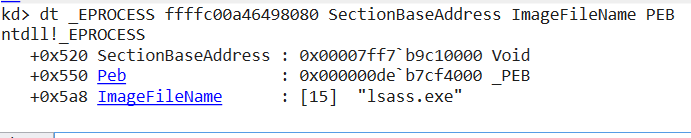 kd> dt _EPROCESS ffffc00a46498080 SectionBaseAddress ImageFileName PEB
ntdll!_EPROCESS
+0x520 SectionBaseAddress : 0x00007ff7`b9c10000 Void
+0x550 Peb : 0x000000de`b7cf4000 _PEB
+0x5a8 ImageFileName : [15] "lsass.exe"